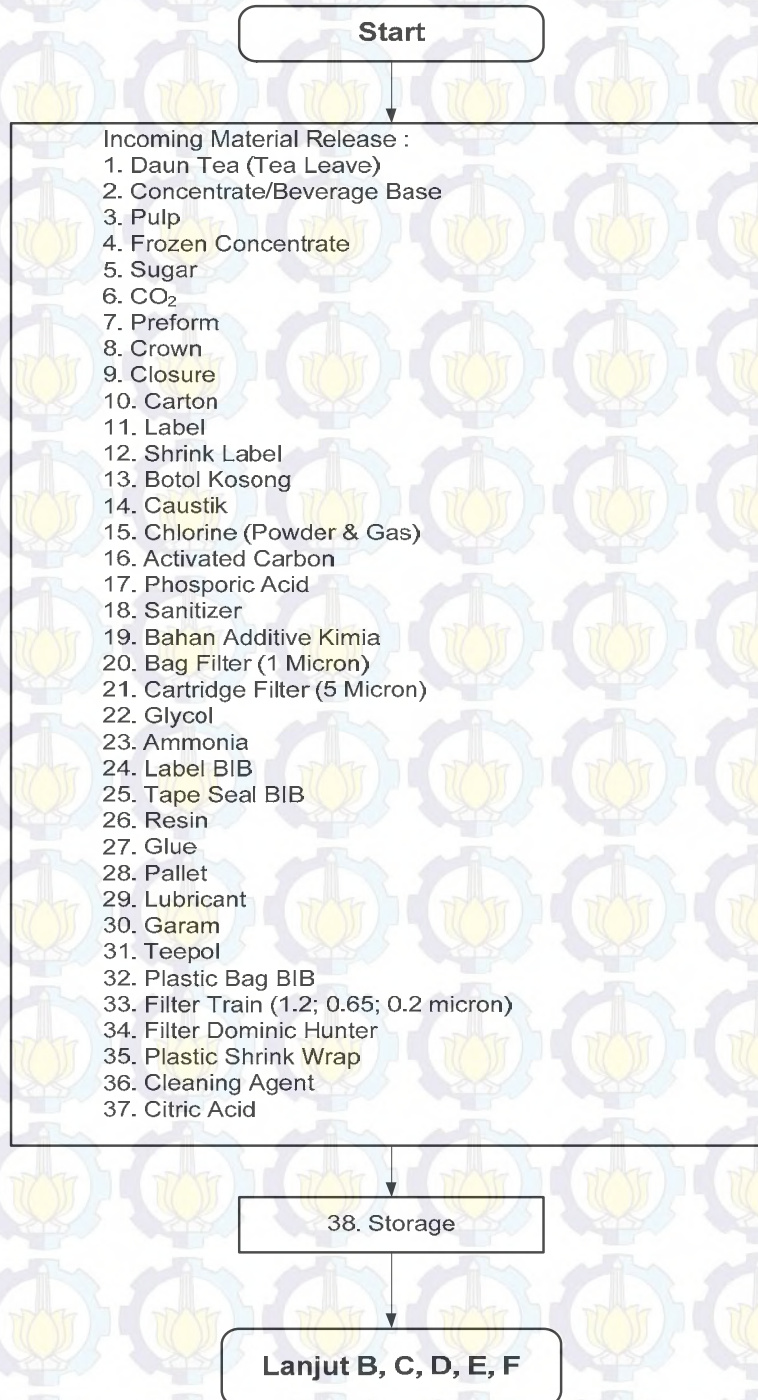 Start
Incoming Material Release :
1. Daun Tea (Tea Leave)
2. Concentrate/Beverage Base
3. Pulp
4. Frozen Concentrate
5. Sugar
6. CO₂
7. Preform
8. Crown
9. Closure
10. Carton
11. Label
12. Shrink Label
13. Botol Kosong
14. Caustik
15. Chlorine (Powder & Gas)
16. Activated Carbon
17. Phosporic Acid
18. Sanitizer
19. Bahan Additive Kimia
20. Bag Filter (1 Micron)
21. Cartridge Filter (5 Micron)
22. Glycol
23. Ammonia
24. Label BIB
25. Tape Seal BIB
26. Resin
27. Glue
28. Pallet
29. Lubricant
30. Garam
31. Teepol
32. Plastic Bag BIB
33. Filter Train (1.2; 0.65; 0.2 micron)
34. Filter Dominic Hunter
35. Plastic Shrink Wrap
36. Cleaning Agent
37. Citric Acid
38. Storage
Lanjut B, C, D, E, F